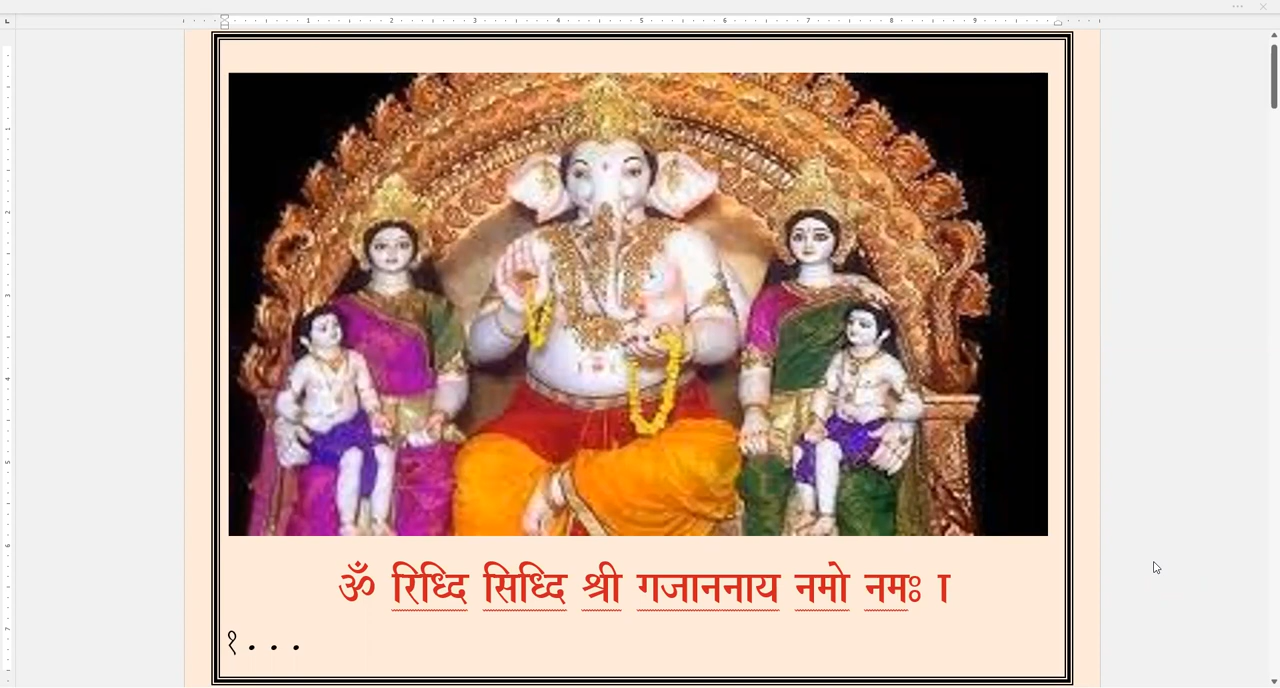 ॐ रिध्दि सिध्दि श्री गजाननाय नमो नमः ।
१...